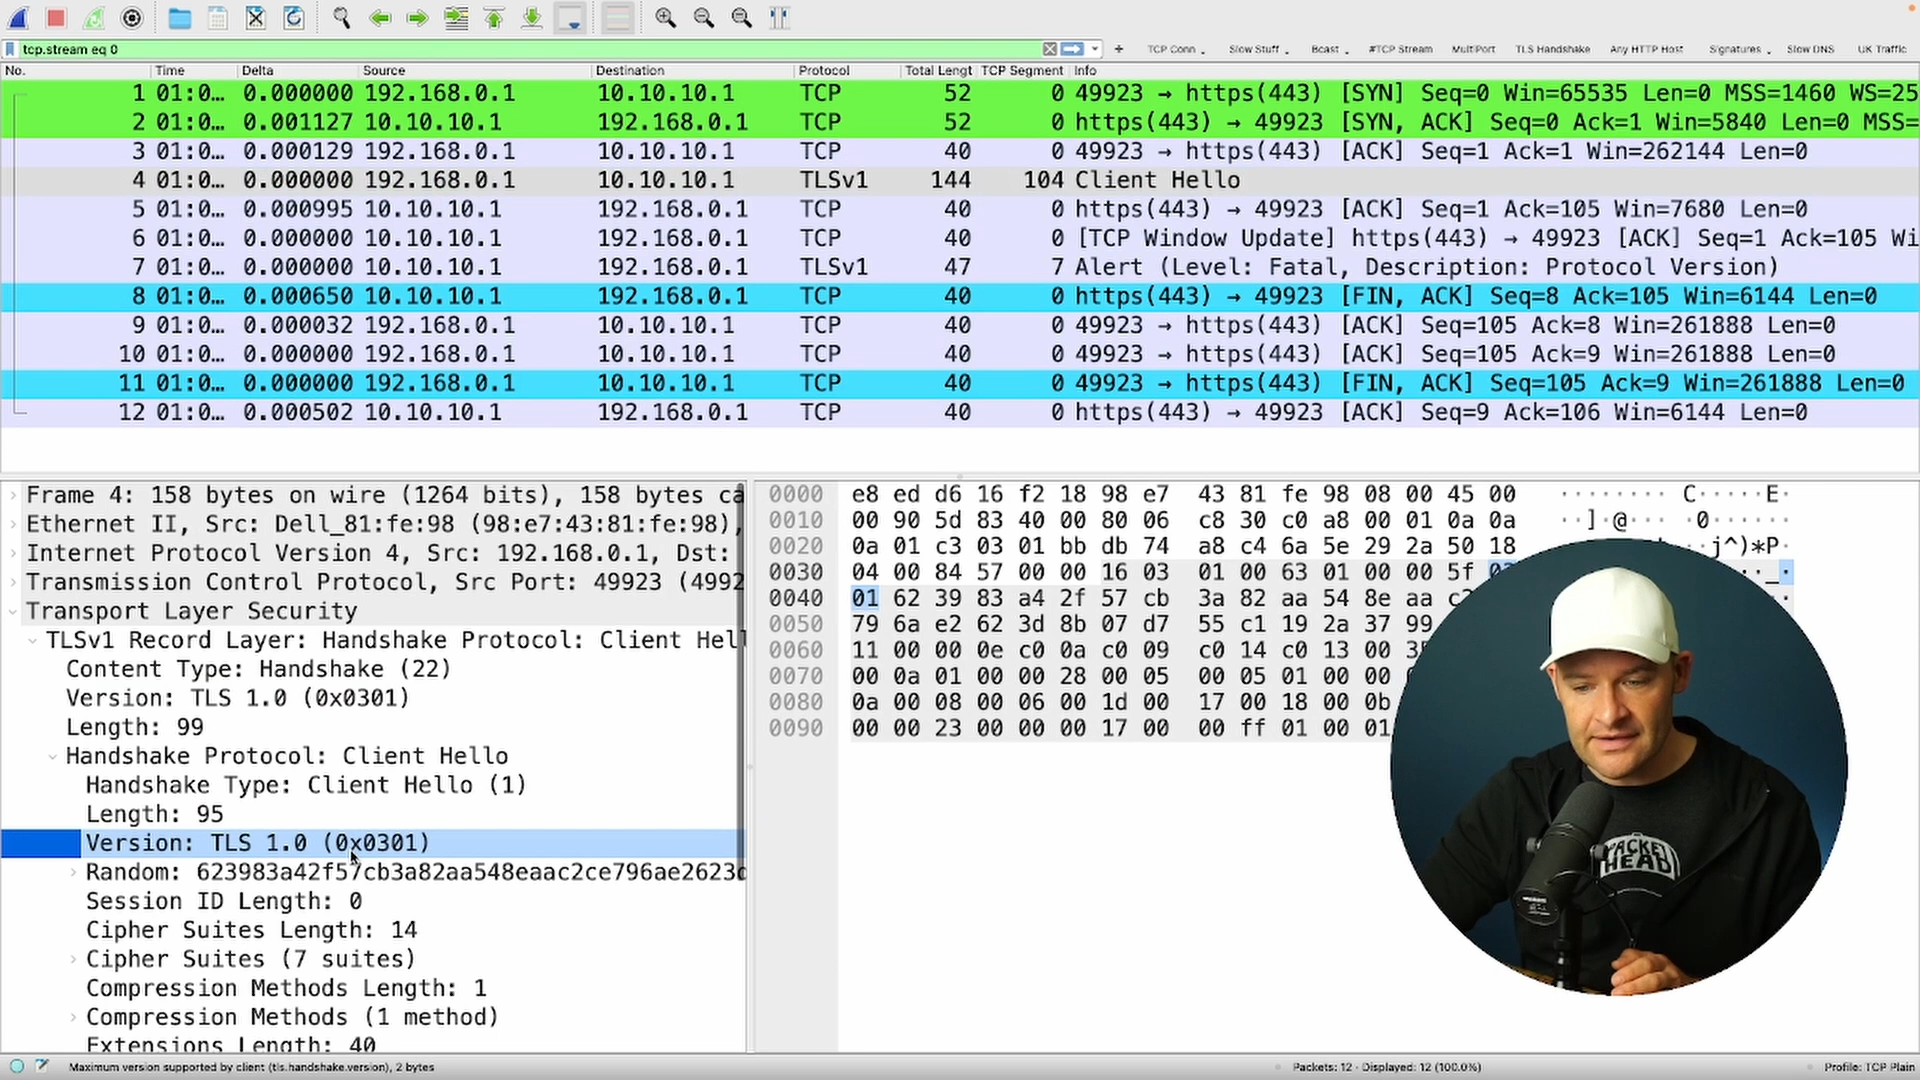 tcp.stream eq 0
TCP Conn
Slow Stuff
Bcast
#TCP Stream
MultiPort
TLS Handshake
Any HTTP Host
Signatures
Slow DNS
UK Traffic
No. Time Delta Source Destination Protocol Total Lengt TCP Segment Info
1 01:0… 0.000000 192.168.0.1 10.10.10.1 TCP 52 0 49923 → https(443) [SYN] Seq=0 Win=65535 Len=0 MSS=1460 WS=25
2 01:0… 0.001127 10.10.10.1 192.168.0.1 TCP 52 0 https(443) → 49923 [SYN, ACK] Seq=0 Ack=1 Win=5840 Len=0 MSS=
3 01:0… 0.000129 192.168.0.1 10.10.10.1 TCP 40 0 49923 → https(443) [ACK] Seq=1 Ack=1 Win=262144 Len=0
4 01:0… 0.000000 192.168.0.1 10.10.10.1 TLSv1 144 104 Client Hello
5 01:0… 0.000995 10.10.10.1 192.168.0.1 TCP 40 0 https(443) → 49923 [ACK] Seq=1 Ack=105 Win=7680 Len=0
6 01:0… 0.000000 10.10.10.1 192.168.0.1 TCP 40 0 [TCP Window Update] https(443) → 49923 [ACK] Seq=1 Ack=105 Wi
7 01:0… 0.000000 10.10.10.1 192.168.0.1 TLSv1 47 7 Alert (Level: Fatal, Description: Protocol Version)
8 01:0… 0.000650 10.10.10.1 192.168.0.1 TCP 40 0 https(443) → 49923 [FIN, ACK] Seq=8 Ack=105 Win=6144 Len=0
9 01:0… 0.000032 192.168.0.1 10.10.10.1 TCP 40 0 49923 → https(443) [ACK] Seq=105 Ack=8 Win=261888 Len=0
10 01:0… 0.000000 192.168.0.1 10.10.10.1 TCP 40 0 49923 → https(443) [ACK] Seq=105 Ack=9 Win=261888 Len=0
11 01:0… 0.000000 192.168.0.1 10.10.10.1 TCP 40 0 49923 → https(443) [FIN, ACK] Seq=105 Ack=9 Win=261888 Len=0
12 01:0… 0.000502 10.10.10.1 192.168.0.1 TCP 40 0 https(443) → 49923 [ACK] Seq=9 Ack=106 Win=6144 Len=0
Frame 4: 158 bytes on wire (1264 bits), 158 bytes ca
Ethernet II, Src: Dell_81:fe:98 (98:e7:43:81:fe:98),
Internet Protocol Version 4, Src: 192.168.0.1, Dst:
Transmission Control Protocol, Src Port: 49923 (4992
Transport Layer Security
TLSv1 Record Layer: Handshake Protocol: Client Hell
Content Type: Handshake (22)
Version: TLS 1.0 (0x0301)
Length: 99
Handshake Protocol: Client Hello
Handshake Type: Client Hello (1)
Length: 95
Version: TLS 1.0 (0x0301)
Random: 623983a42f57cb3a82aa548eaac2ce796ae2623d
Session ID Length: 0
Cipher Suites Length: 14
Cipher Suites (7 suites)
Compression Methods Length: 1
Compression Methods (1 method)
Extensions Length: 40
0000 e8 ed d6 16 f2 18 98 e7 43 81 fe 98 08 00 45 00 ········ C·····E·
0010 00 90 5d 83 40 00 80 06 c8 30 c0 a8 00 01 0a 0a ··]·@··· ·0······
0020 0a 01 c3 03 01 bb db 74 a8 c4 6a 5e 29 2a 50 18 j^)*P·
0030 04 00 84 57 00 00 16 03 01 00 63 01 00 00 5f ··_·
0040 01 62 39 83 a4 2f 57 cb 3a 82 aa 54 8e aa
0050 79 6a e2 62 3d 8b 07 d7 55 c1 19 2a 37 99
0060 11 00 00 0e c0 0a c0 09 c0 14 c0 13 00
0070 00 0a 01 00 00 28 00 05 00 05 01 00 00
0080 0a 00 08 00 06 00 1d 00 17 00 18 00 0b
0090 00 00 23 00 00 00 17 00 00 ff 01 00 01
PACKET
HEAD
Maximum version supported by client (tls.handshake.version), 2 bytes
Packets: 12 · Displayed: 12 (100.0%)
Profile: TCP Plain